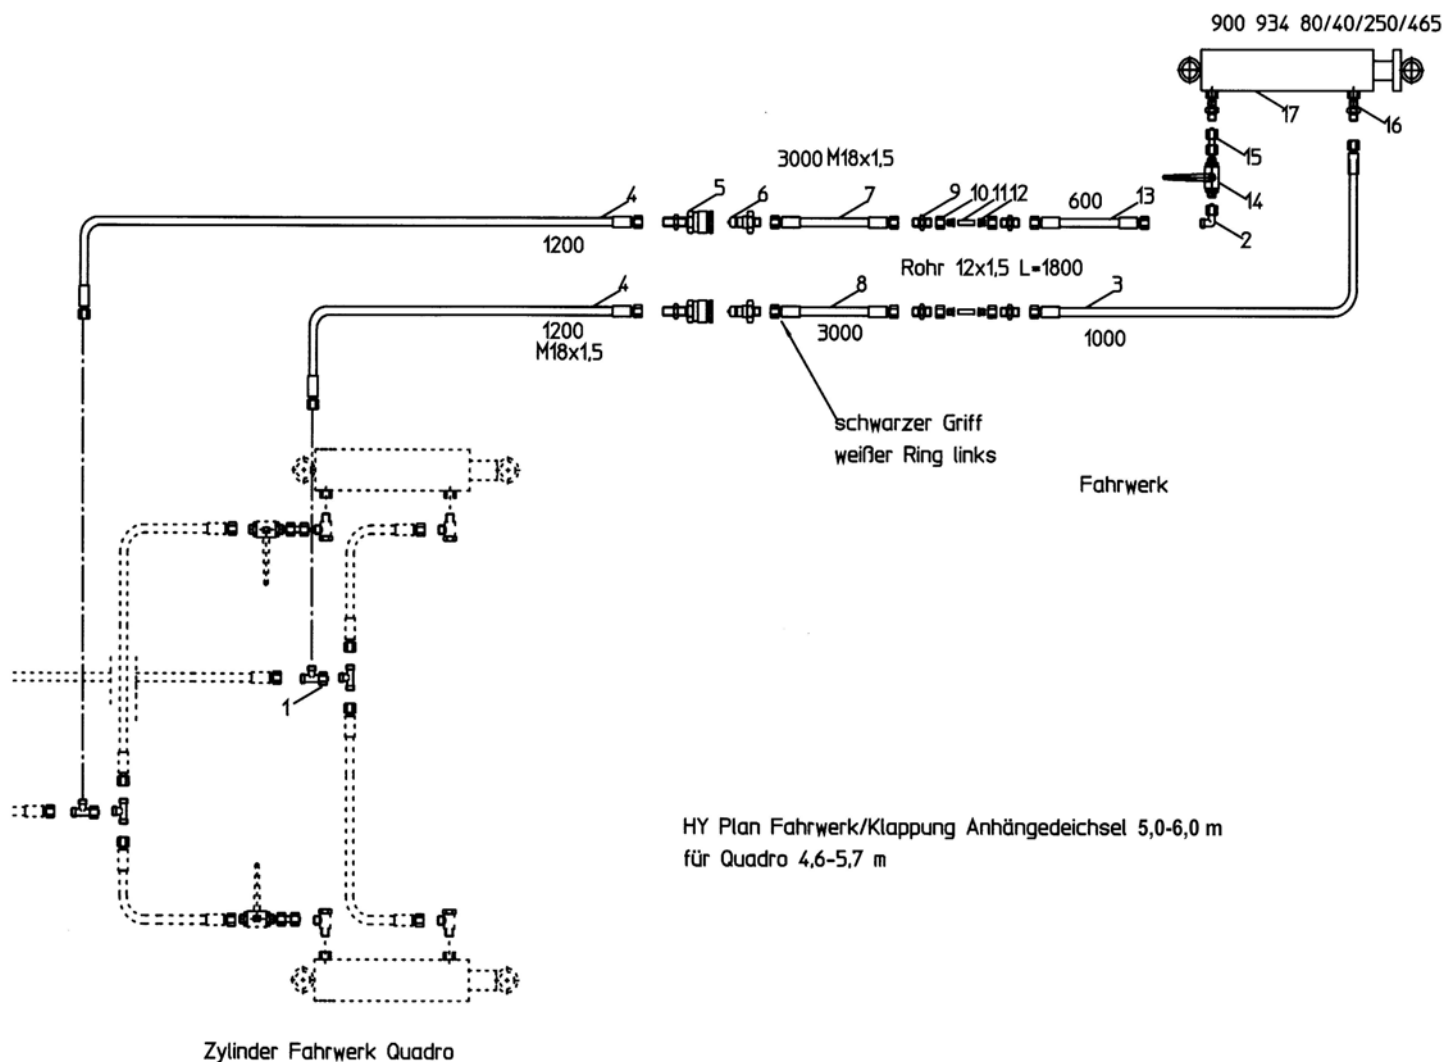 900 934 80/40/250/465
17
16
15
3000 M18x1,5
4
5
6
7
9
10
11
12
600
13
14
2
1200
Rohr 12x1,5 L=1800
4
8
3
1200
M18x1,5
3000
1000
schwarzer Griff
weißer Ring links
Fahrwerk
1
HY Plan Fahrwerk/Klappung Anhängedeichsel 5,0-6,0 m
für Quadro 4,6-5,7 m
Zylinder Fahrwerk Quadro